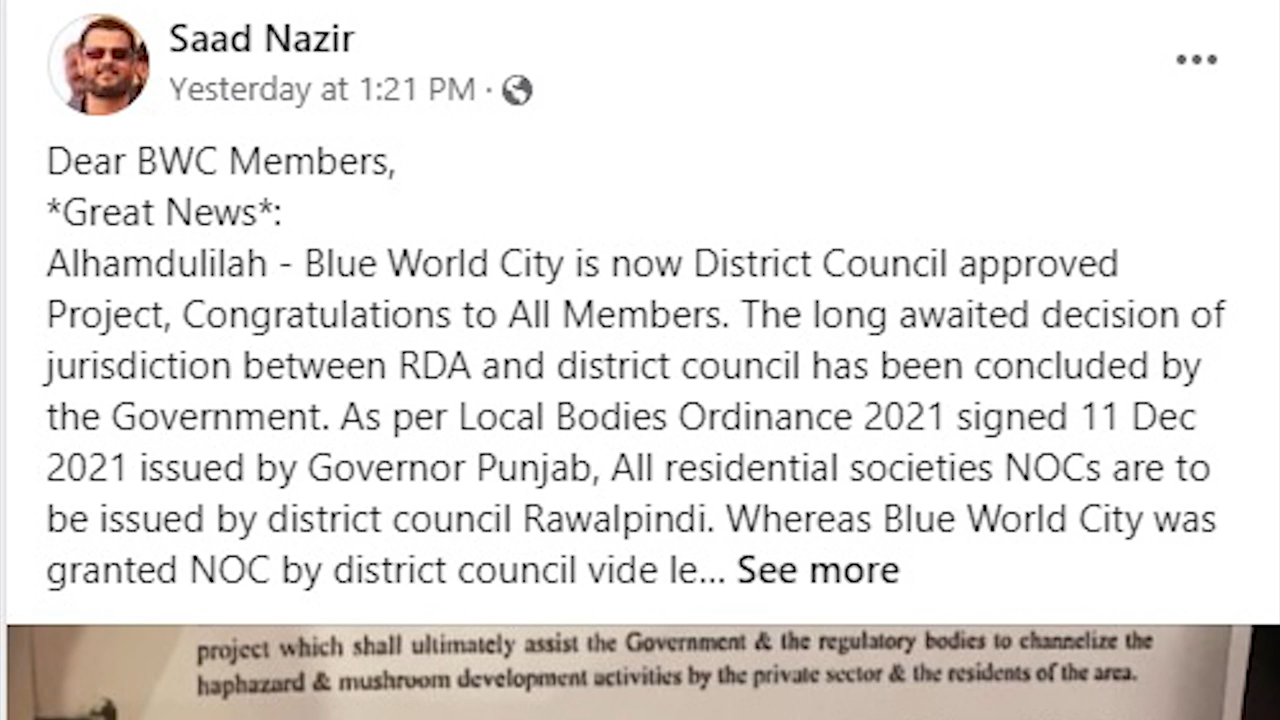 Saad Nazir
Yesterday at 1:21 PM ·
Dear BWC Members,
*Great News*:
Alhamdulilah - Blue World City is now District Council approved
Project, Congratulations to All Members. The long awaited decision of
jurisdiction between RDA and district council has been concluded by
the Government. As per Local Bodies Ordinance 2021 signed 11 Dec
2021 issued by Governor Punjab, All residential societies NOCs are to
be issued by district council Rawalpindi. Whereas Blue World City was
granted NOC by district council vide le... See more
project which shall ultimately assist the Government & the regulatory bodies to channelize the
haphazard & mushroom development activities by the private sector & the residents of the area.